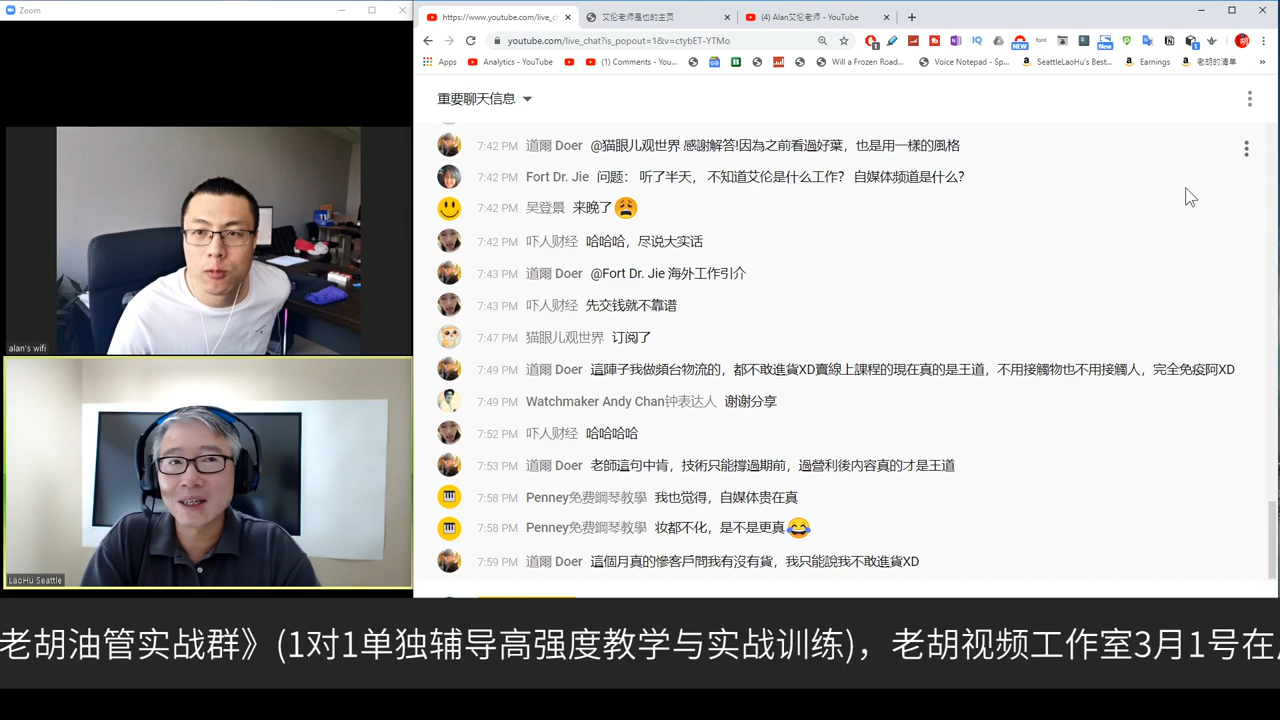 Zoom
https://www.youtube.com/live_c
艾伦老师是也的主页
(4) Alan艾伦老师 - YouTube
youtube.com/live_chat?is_popout=1&v=ctybET-YTMo
Apps
Analytics - YouTube
(1) Comments - You...
Will a Frozen Road...
Voice Notepad - Sp...
SeattleLaoHu's Best...
Earnings
老胡的清单
重要聊天信息
7:42 PM 道爾 Doer @猫眼儿观世界 感謝解答!因為之前看過好葉，也是用一樣的風格
7:42 PM Fort Dr. Jie 问题： 听了半天， 不知道艾伦是什么工作？ 自媒体频道是什么？
7:42 PM 吴登景 来晚了
7:42 PM 吓人财经 哈哈哈，尽说大实话
7:43 PM 道爾 Doer @Fort Dr. Jie 海外工作引介
7:43 PM 吓人财经 先交钱就不靠谱
7:47 PM 猫眼儿观世界 订阅了
7:49 PM 道爾 Doer 這陣子我做頻台物流的，都不敢進貨XD賣線上課程的現在真的是王道，不用接觸物也不用接觸人，完全免疫阿XD
7:49 PM Watchmaker Andy Chan钟表达人 谢谢分享
7:52 PM 吓人财经 哈哈哈哈
7:53 PM 道爾 Doer 老師這句中肯，技術只能撐過期前，過營利後內容真的才是王道
7:58 PM Penney免费鋼琴教學 我也觉得，自媒体贵在真
7:58 PM Penney免费鋼琴教學 妆都不化，是不是更真
7:59 PM 道爾 Doer 這個月真的慘客戶問我有沒有貨，我只能說我不敢進貨XD
alan's wifi
LaoHu Seattle
老胡油管实战群》(1对1单独辅导高强度教学与实战训练)，老胡视频工作室3月1号在